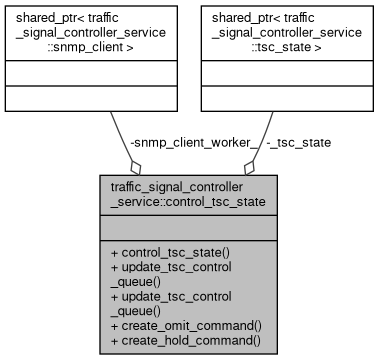 shared_ptr< traffic
_signal_controller_service
::snmp_client >
shared_ptr< traffic
_signal_controller_service
::tsc_state >
-snmp_client_worker_
-_tsc_state
traffic_signal_controller
_service::control_tsc_state
+ control_tsc_state()
+ update_tsc_control
_queue()
+ update_tsc_control
_queue()
+ create_omit_command()
+ create_hold_command()